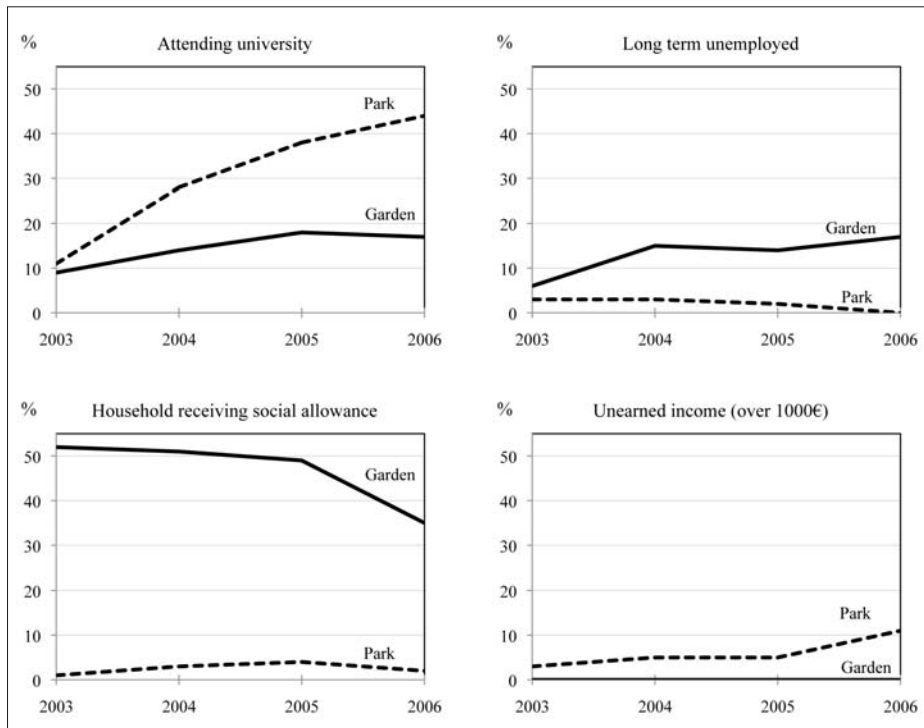 % Attending university
50
40
30
20
10
0
Park
Garden
2003 2004 2005 2006
% Long term unemployed
50
40
30
20
10
0
Garden
Park
2003 2004 2005 2006
% Household receiving social allowance
50
40
30
20
10
0
Garden
Park
2003 2004 2005 2006
% Unearned income (over 1000€)
50
40
30
20
10
0
Park
Garden
2003 2004 2005 2006